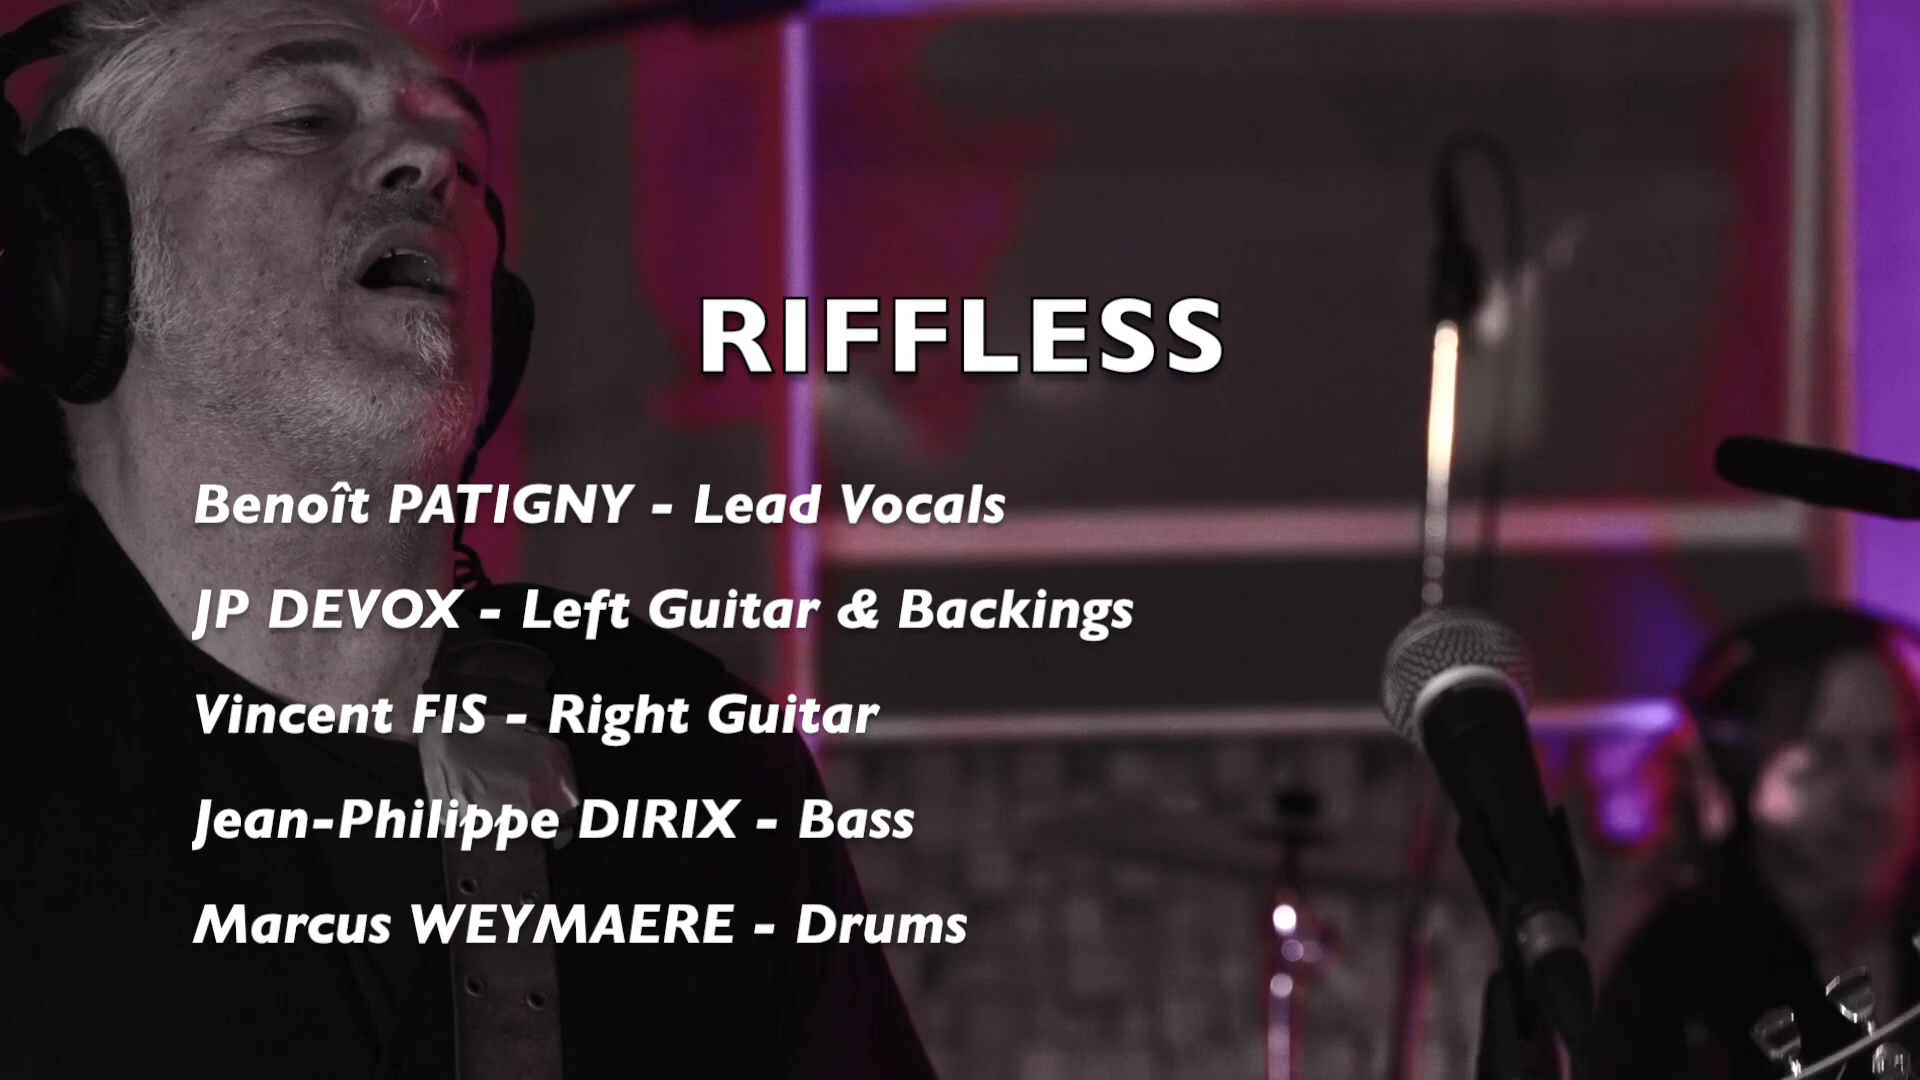 RIFFLESS
Benoît PATIGNY - Lead Vocals
JP DEVOX - Left Guitar & Backings
Vincent FIS - Right Guitar
Jean-Philippe DIRIX - Bass
Marcus WEYMAERE - Drums